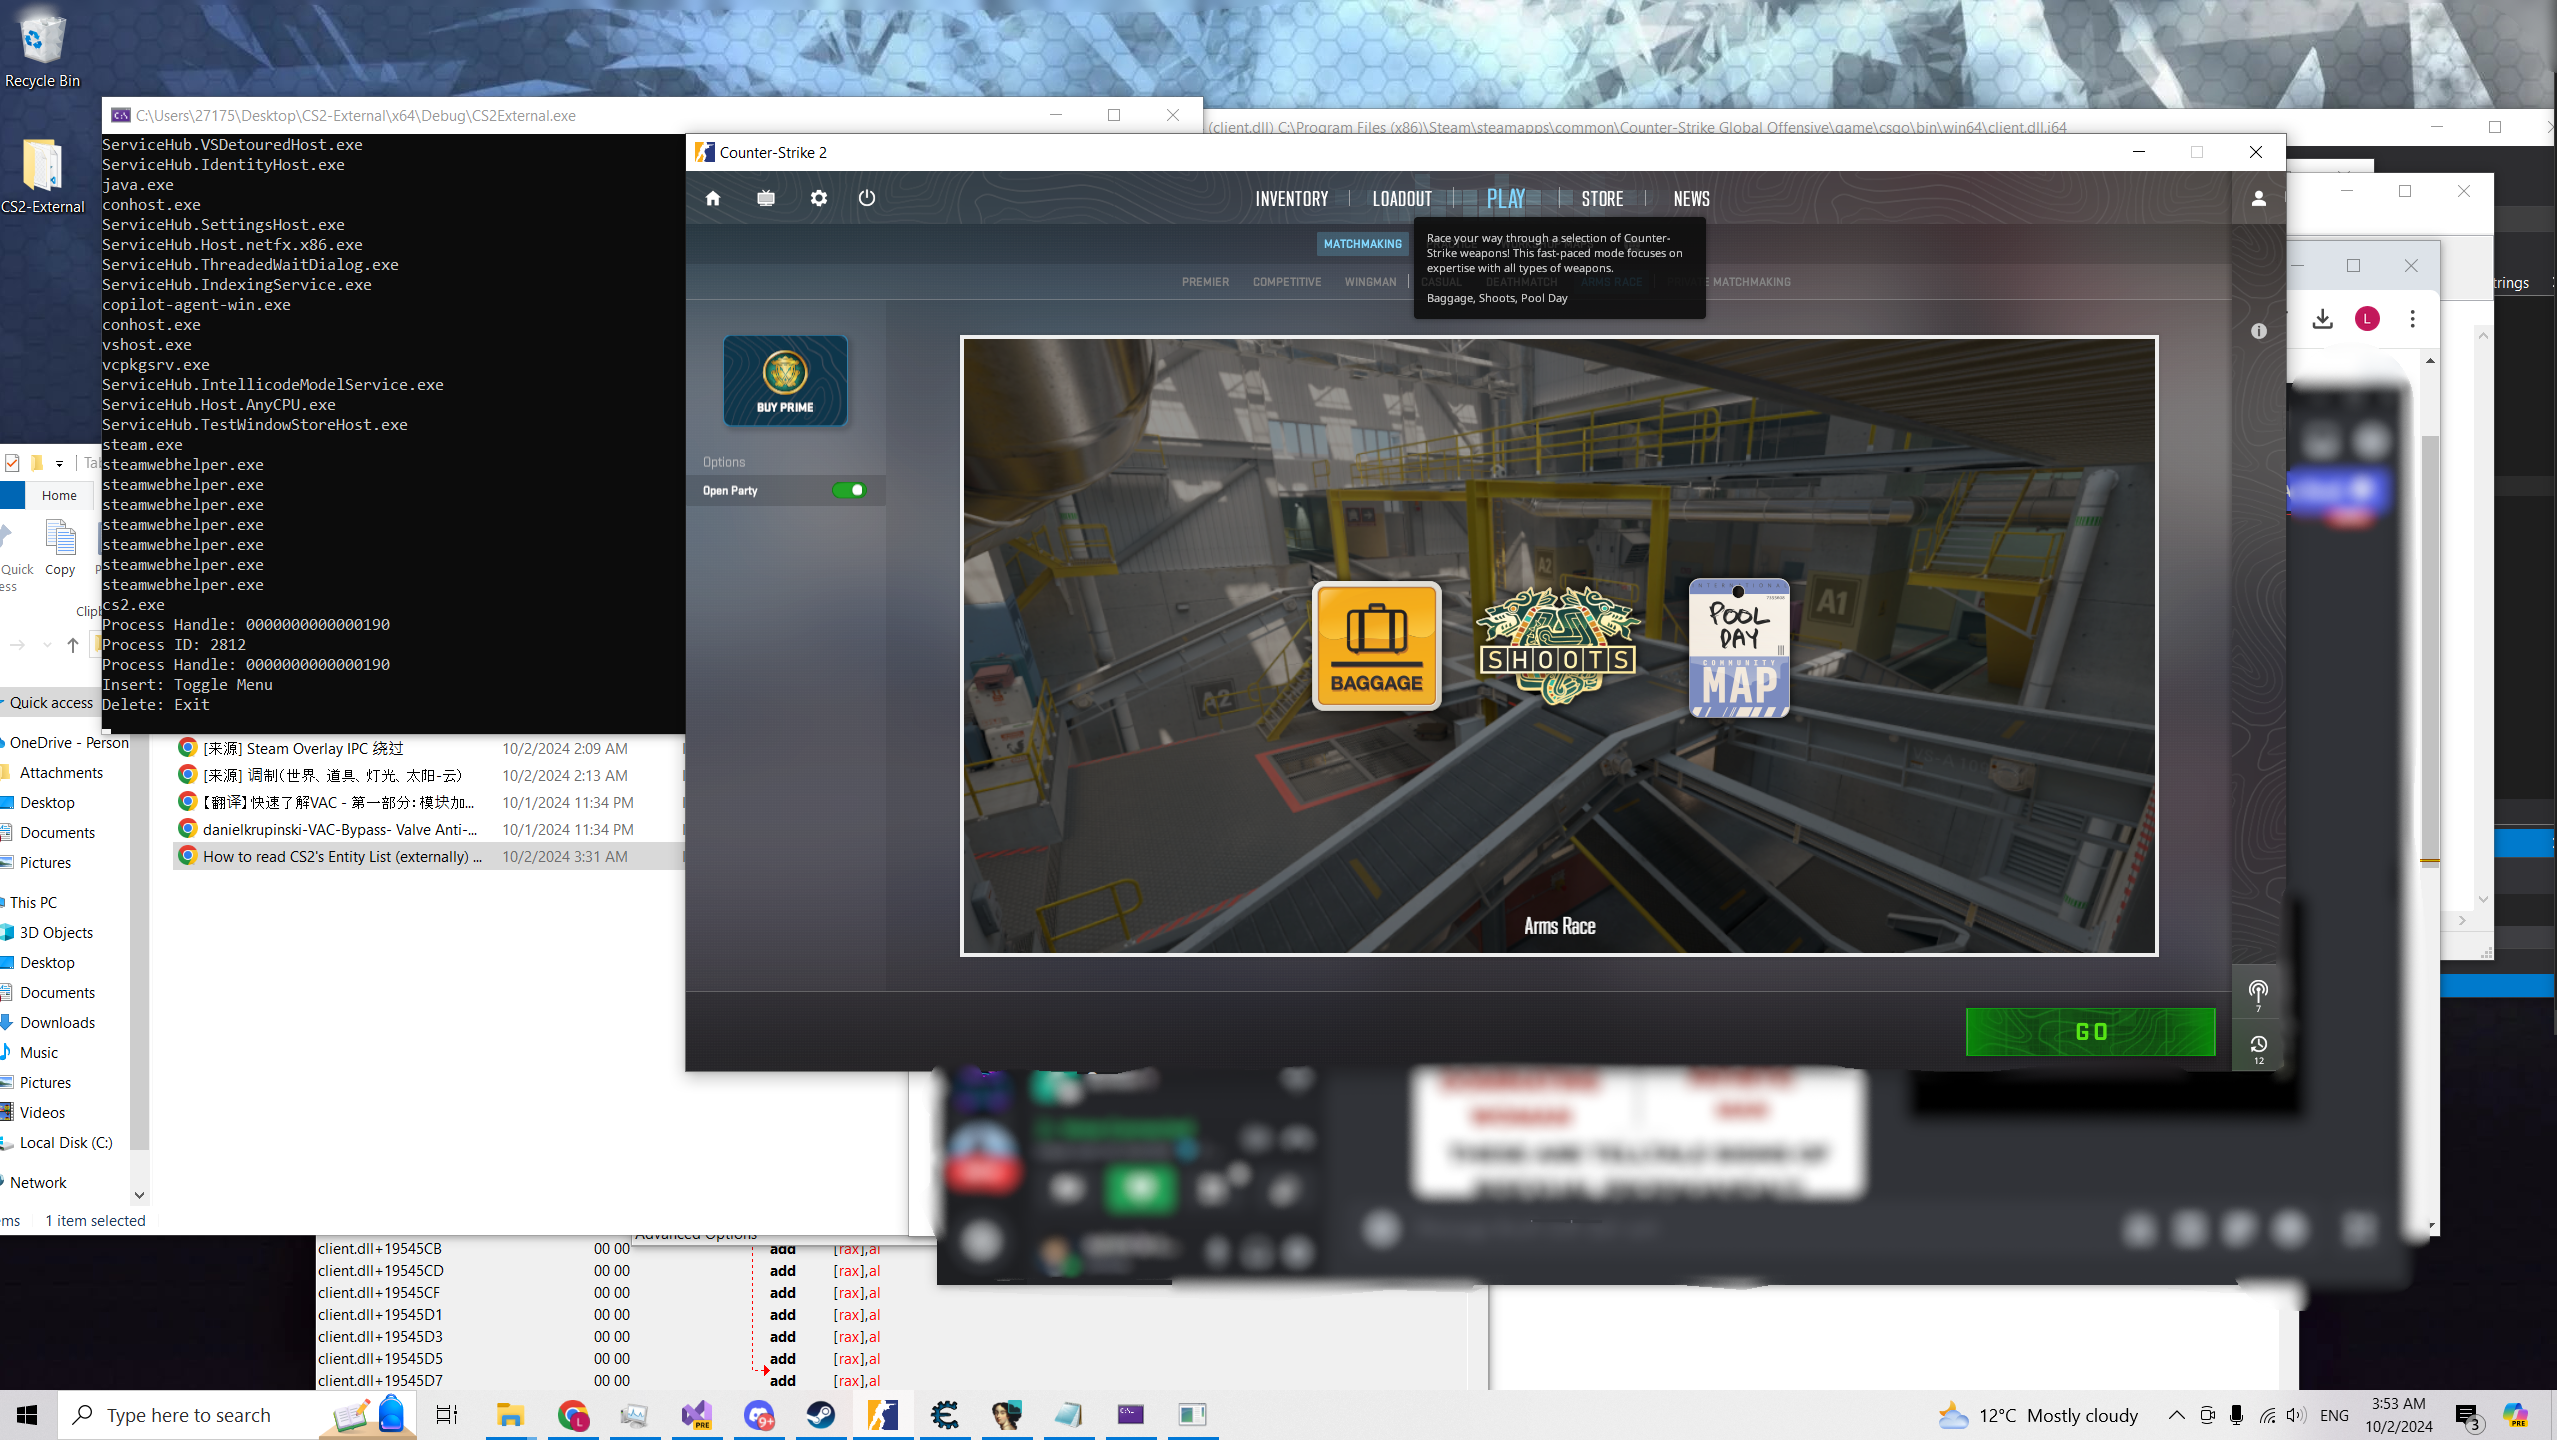 Recycle Bin
CS2-External
C:\Users\27175\Desktop\CS2-External\x64\Debug\CS2External.exe
ServiceHub.VSDetouredHost.exe
ServiceHub.IdentityHost.exe
java.exe
conhost.exe
ServiceHub.SettingsHost.exe
ServiceHub.Host.netfx.x86.exe
ServiceHub.ThreadedWaitDialog.exe
ServiceHub.IndexingService.exe
copilot-agent-win.exe
conhost.exe
vshost.exe
vcpkgsrv.exe
ServiceHub.IntellicodeModelService.exe
ServiceHub.Host.AnyCPU.exe
ServiceHub.TestWindowStoreHost.exe
steam.exe
steamwebhelper.exe
steamwebhelper.exe
steamwebhelper.exe
steamwebhelper.exe
steamwebhelper.exe
steamwebhelper.exe
steamwebhelper.exe
cs2.exe
Process Handle: 0000000000000190
Process ID: 2812
Process Handle: 0000000000000190
Insert: Toggle Menu
Delete: Exit
(client.dll) C:\Program Files (x86)\Steam\steamapps\common\Counter-Strike Global Offensive\game\csgo\bin\win64\client.dll.i64
Counter-Strike 2
INVENTORY
LOADOUT
PLAY
STORE
NEWS
MATCHMAKING
Race your way through a selection of Counter-
Strike weapons! This fast-paced mode focuses on
expertise with all types of weapons.
Baggage, Shoots, Pool Day
PREMIER
COMPETITIVE
WINGMAN
CASUAL
DEATHMATCH
ARMS RACE
MATCHMAKING
BUY PRIME
Options
Open Party
A1
A2
A2
BAGGAGE
SHOOTS
POOL
DAY
COMMUNITY
MAP
Arms Race
GO
7
12
trings
L
Home
Quick
ess
Copy
Quick access
OneDrive - Person
Attachments
Desktop
Documents
Pictures
This PC
3D Objects
Desktop
Documents
Downloads
Music
Pictures
Videos
Local Disk (C:)
Network
ms
1 item selected
[来源] Steam Overlay IPC 绕过 10/2/2024 2:09 AM
[来源] 调制(世界、道具、灯光、太阳-云) 10/2/2024 2:13 AM
【翻译】快速了解VAC - 第一部分：模块加... 10/1/2024 11:34 PM
danielkrupinski-VAC-Bypass- Valve Anti-... 10/1/2024 11:34 PM
How to read CS2's Entity List (externally) ... 10/2/2024 3:31 AM
Advanced Options
client.dll+19545CB 00 00 add [rax],al
client.dll+19545CD 00 00 add [rax],al
client.dll+19545CF 00 00 add [rax],al
client.dll+19545D1 00 00 add [rax],al
client.dll+19545D3 00 00 add [rax],al
client.dll+19545D5 00 00 add [rax],al
client.dll+19545D7 00 00 add [rax],al
Type here to search
PRE
9+
12°C Mostly cloudy
ENG
3:53 AM
10/2/2024
3
PRE